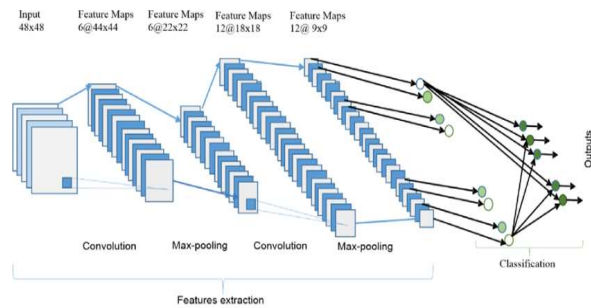 Input
48x48
Feature Maps
6@44x44
Feature Maps
6@22x22
Feature Maps
12@18x18
Feature Maps
12@ 9x9
Outputs
Convolution
Max-pooling
Convolution
Max-pooling
Classification
Features extraction